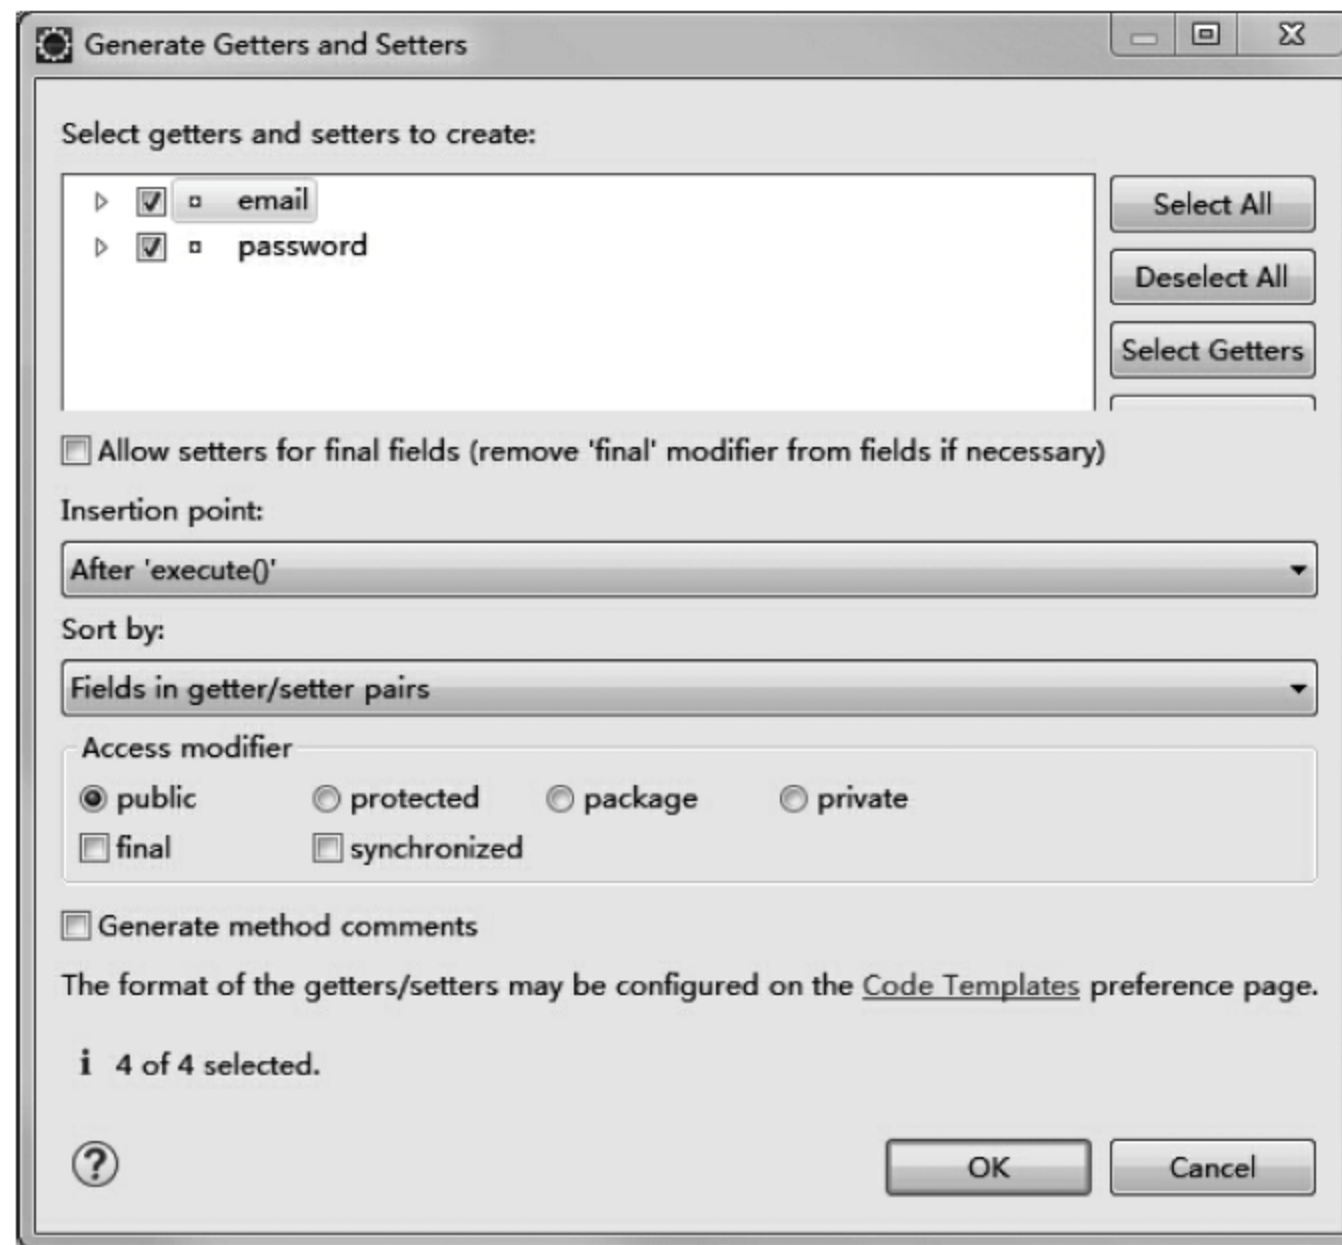 Generate Getters and Setters
Select getters and setters to create:
email
password
Select All
Deselect All
Select Getters
Allow setters for final fields (remove 'final' modifier from fields if necessary)
Insertion point:
After 'execute()'
Sort by:
Fields in getter/setter pairs
Access modifier
public protected package private
final synchronized
Generate method comments
The format of the getters/setters may be configured on the Code Templates preference page.
i 4 of 4 selected.
?
OK Cancel